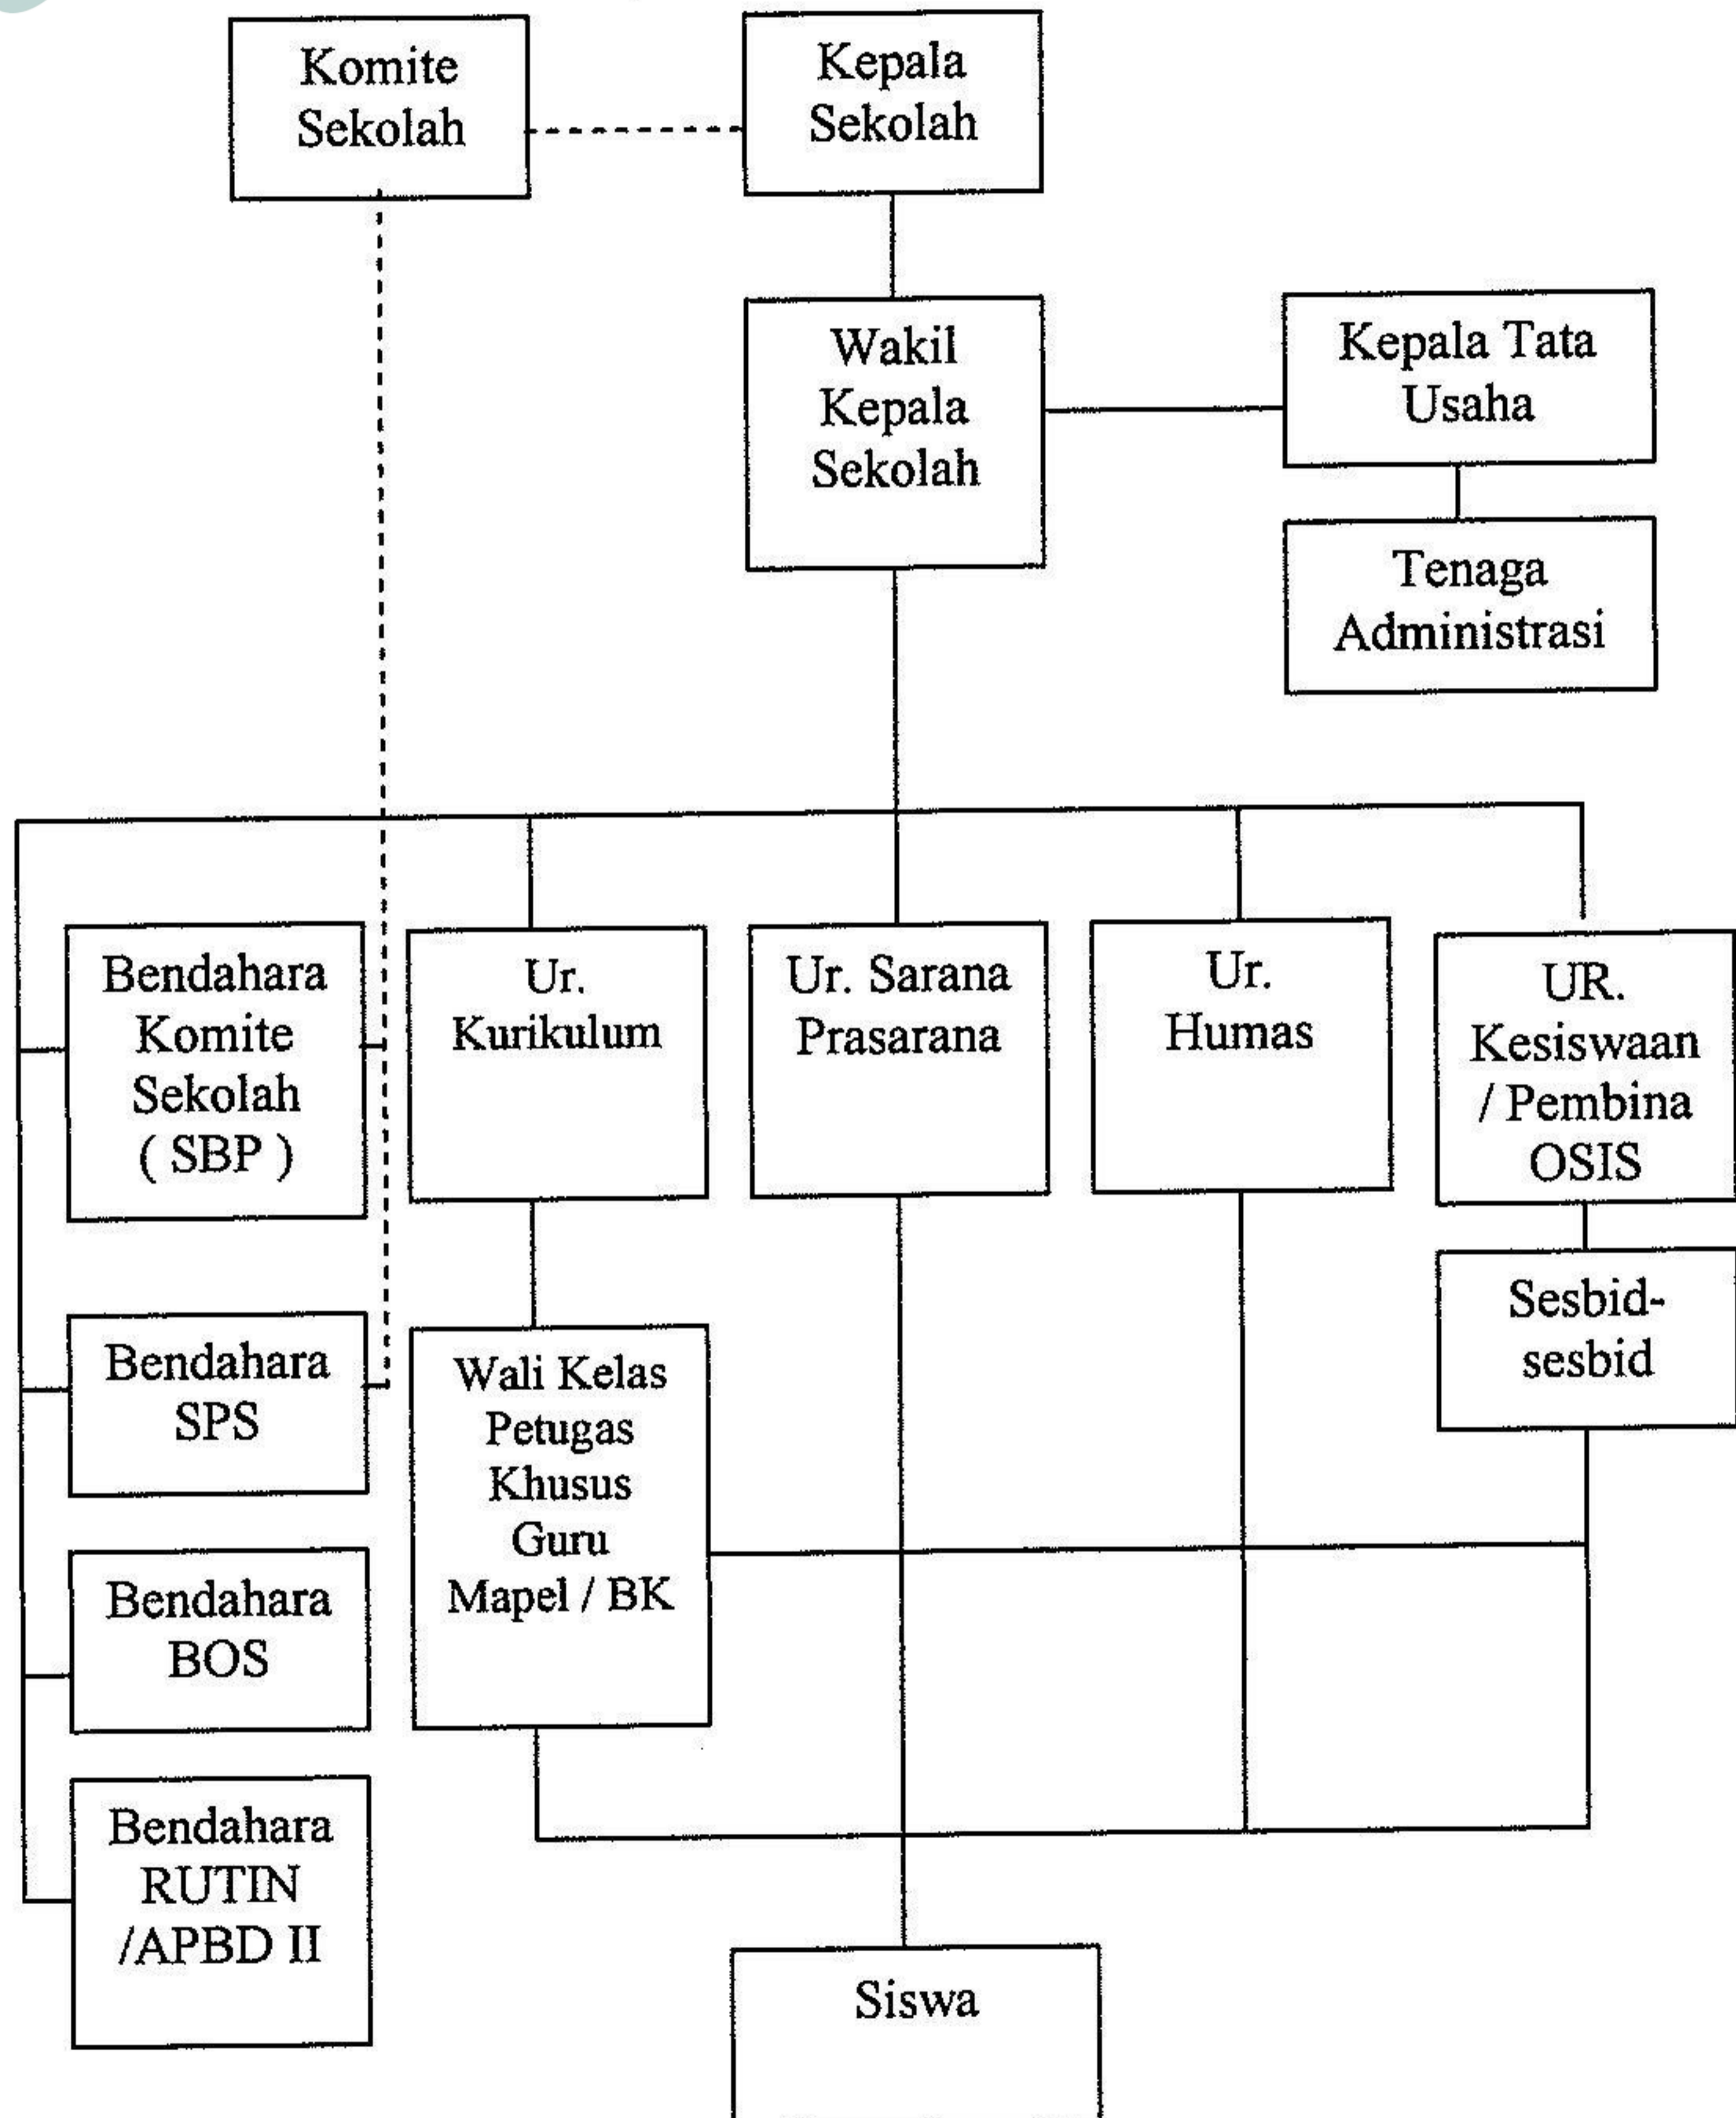 Komite
Sekolah
Kepala
Sekolah
Wakil
Kepala
Sekolah
Kepala Tata
Usaha
Tenaga
Administrasi
Bendahara
Komite
Sekolah
( SBP )
Ur.
Kurikulum
Ur. Sarana
Prasarana
Ur.
Humas
UR.
Kesiswaan
/ Pembina
OSIS
Sesbid-
sesbid
Bendahara
SPS
Wali Kelas
Petugas
Khusus
Guru
Mapel / BK
Bendahara
BOS
Bendahara
RUTIN
/APBD II
Siswa